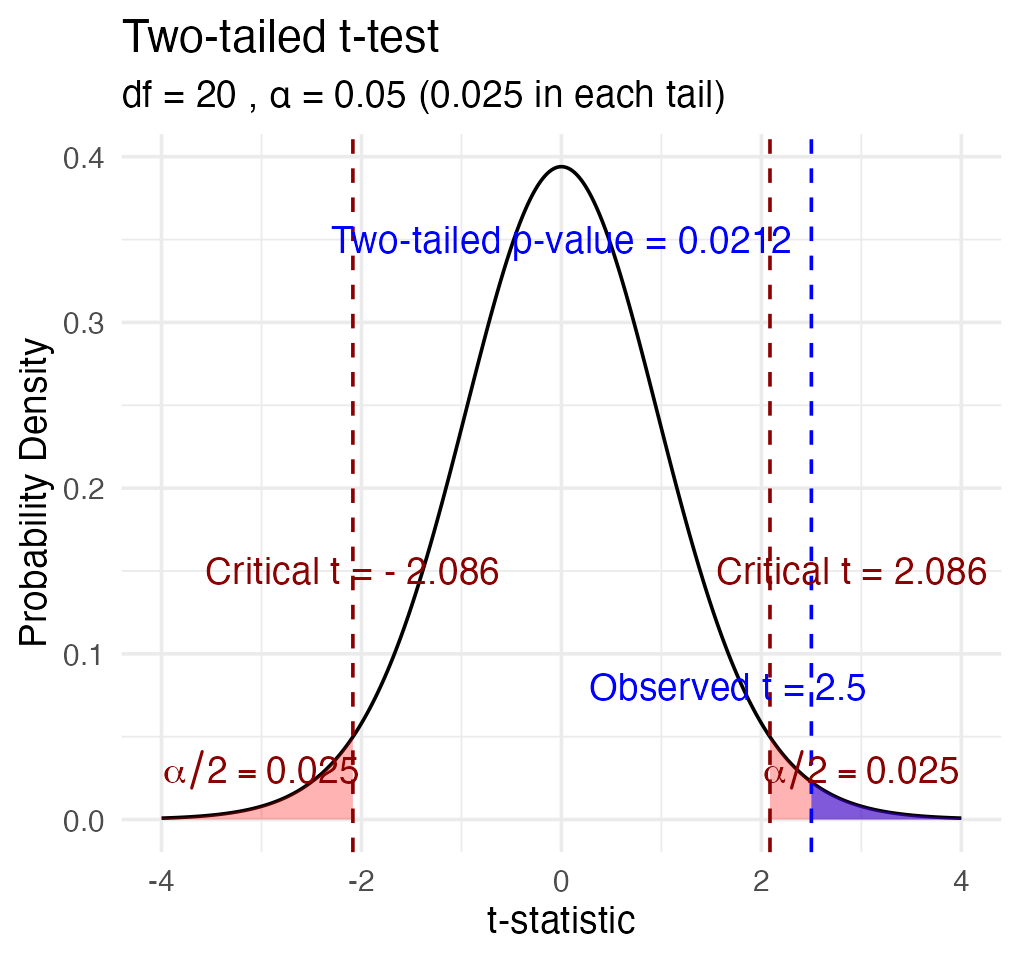 Two-tailed t-test
df = 20 , α = 0.05 (0.025 in each tail)
0.4
Two-tailed p-value = 0.0212
0.3
Probability Density
0.2
Critical t = - 2.086
Critical t = 2.086
0.1
Observed t = 2.5
α/2 = 0.025
α/2 = 0.025
0.0
-4
-2
0
2
4
t-statistic